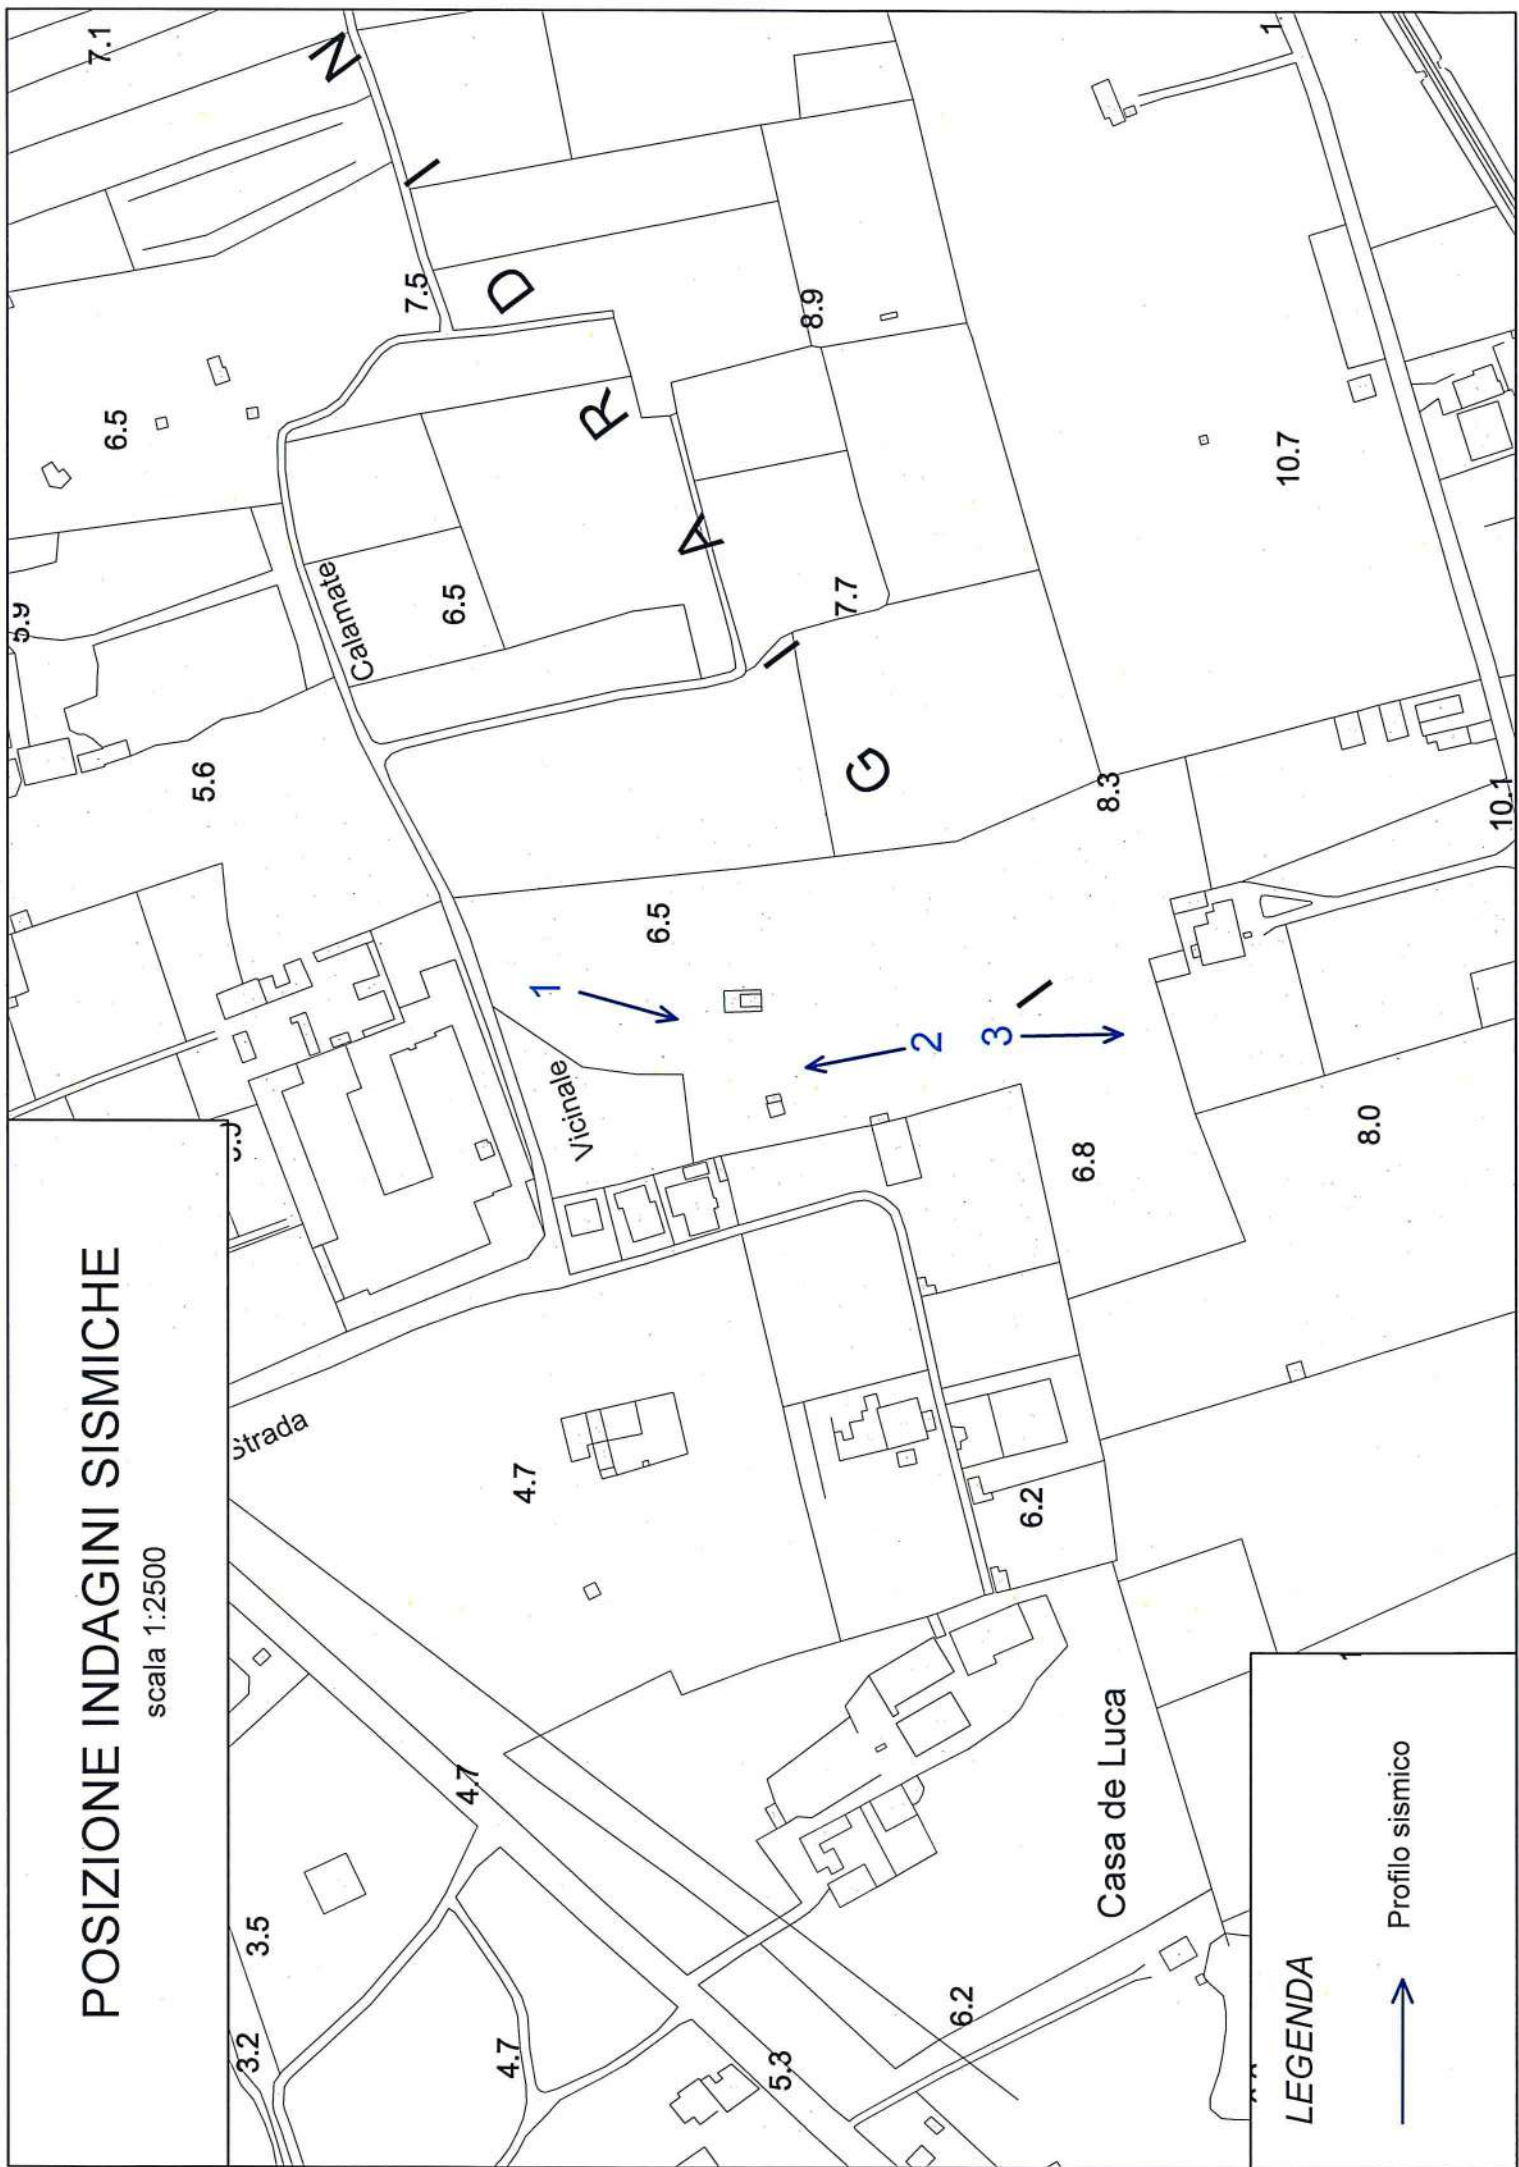 POSIZIONE INDAGINI SISMICHE
scala 1:2500
7.1
6.5
5.6
3.2
3.5
Strada
Vicinale
Calamate
7.5
6.5
4.7
4.7
4.7
1
6.5
5.3
8.9
7.7
2
3
I G I A R D I N
6.2
6.2
6.8
8.3
Casa de Luca
10.7
8.0
10.1
LEGENDA
Profilo sismico